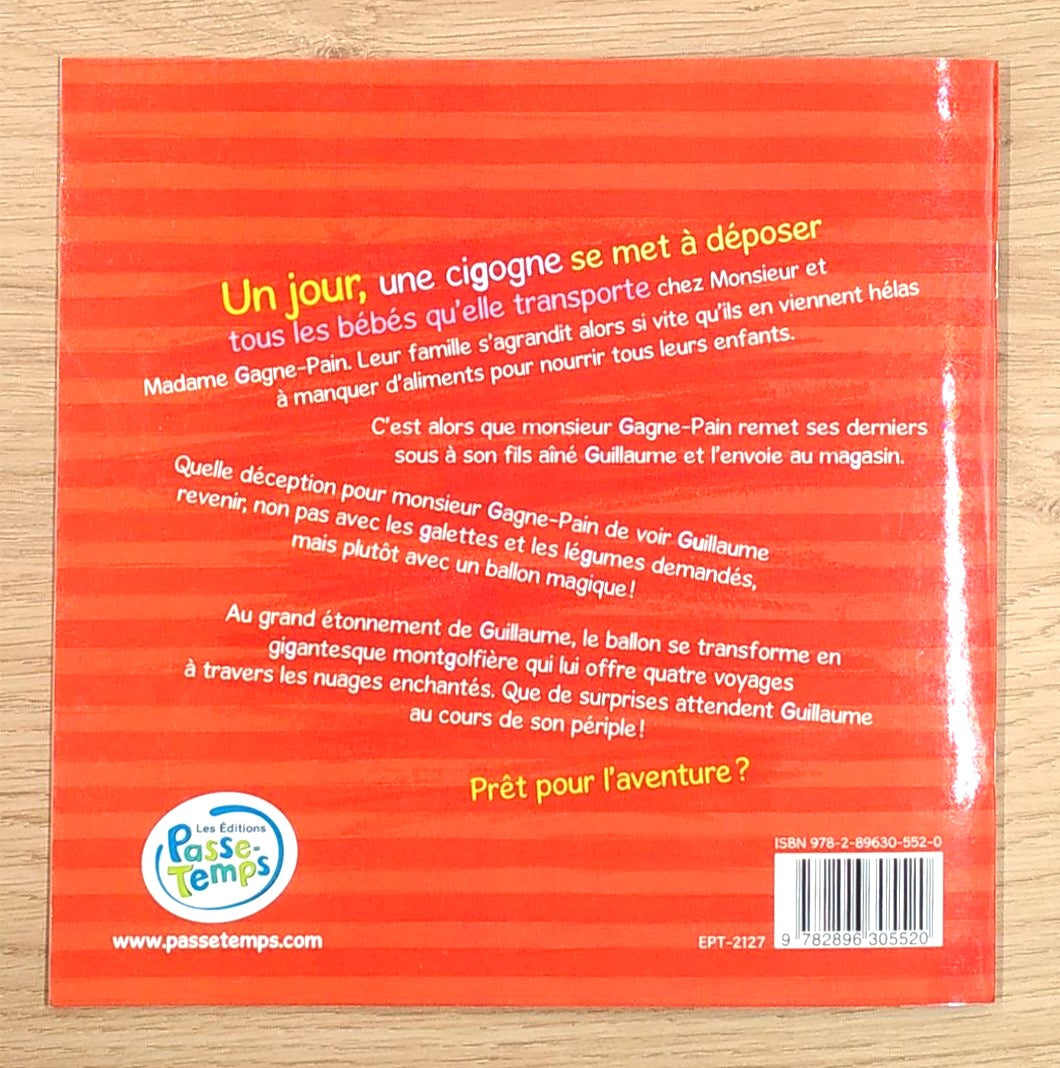 Un jour, une cigogne se met à déposer
tous les bébés qu'elle transporte chez Monsieur et
Madame Gagne-Pain. Leur famille s'agrandit alors si vite qu'ils en viennent hélas
à manquer d'aliments pour nourrir tous leurs enfants.
C'est alors que monsieur Gagne-Pain remet ses derniers
sous à son fils aîné Guillaume et l'envoie au magasin.
Quelle déception pour monsieur Gagne-Pain de voir Guillaume
revenir, non pas avec les galettes et les légumes demandés,
mais plutôt avec un ballon magique!
Au grand étonnement de Guillaume, le ballon se transforme en
gigantesque montgolfière qui lui offre quatre voyages
à travers les nuages enchantés. Que de surprises attendent Guillaume
au cours de son périple!
Prêt pour l'aventure?
Les Éditions
Passe-
Temps
www.passetemps.com
ISBN 978-2-89630-552-0
EPT-2127
9 782896 305520